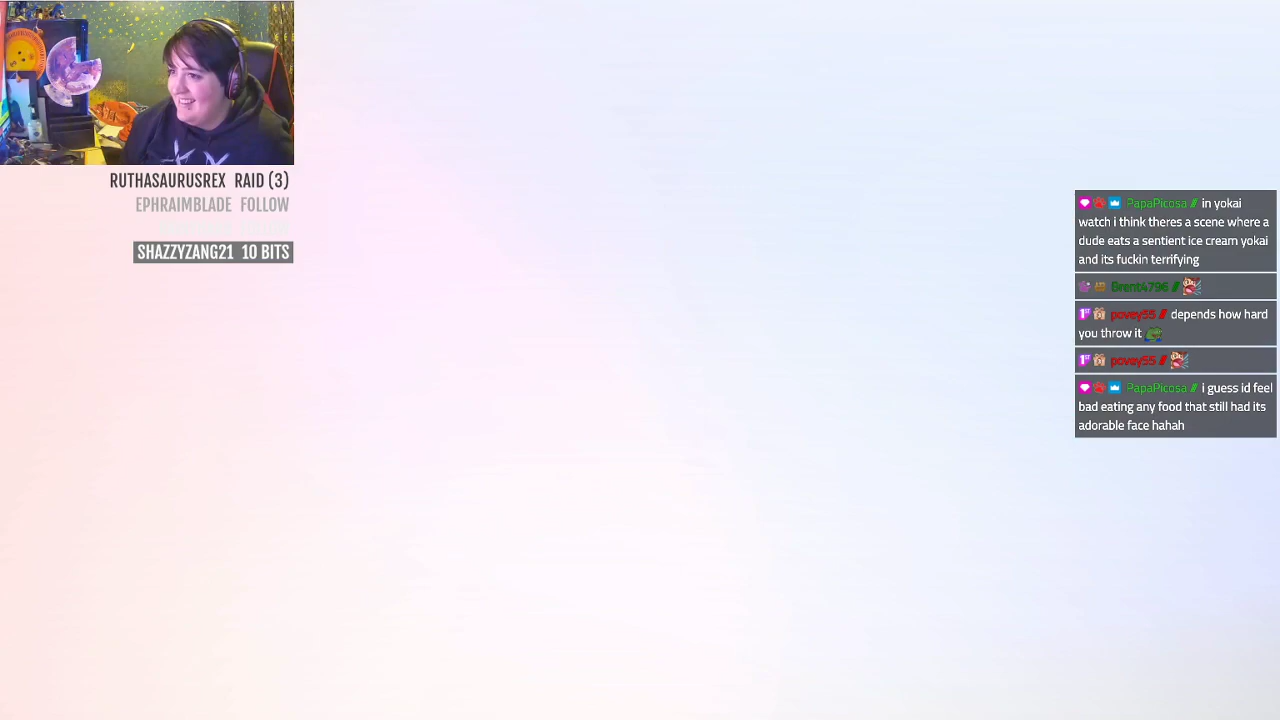 RUTHASAURUSREX RAID (3)
EPHRAIMBLADE FOLLOW
SHAZZYZANG21 10 BITS
PapaPicosa // in yokai
watch i think theres a scene where a
dude eats a sentient ice cream yokai
and its fuckin terrifying
Brent4796 //
1ST povey55 // depends how hard
you throw it
1ST povey55 //
PapaPicosa // i guess id feel
bad eating any food that still had its
adorable face hahah